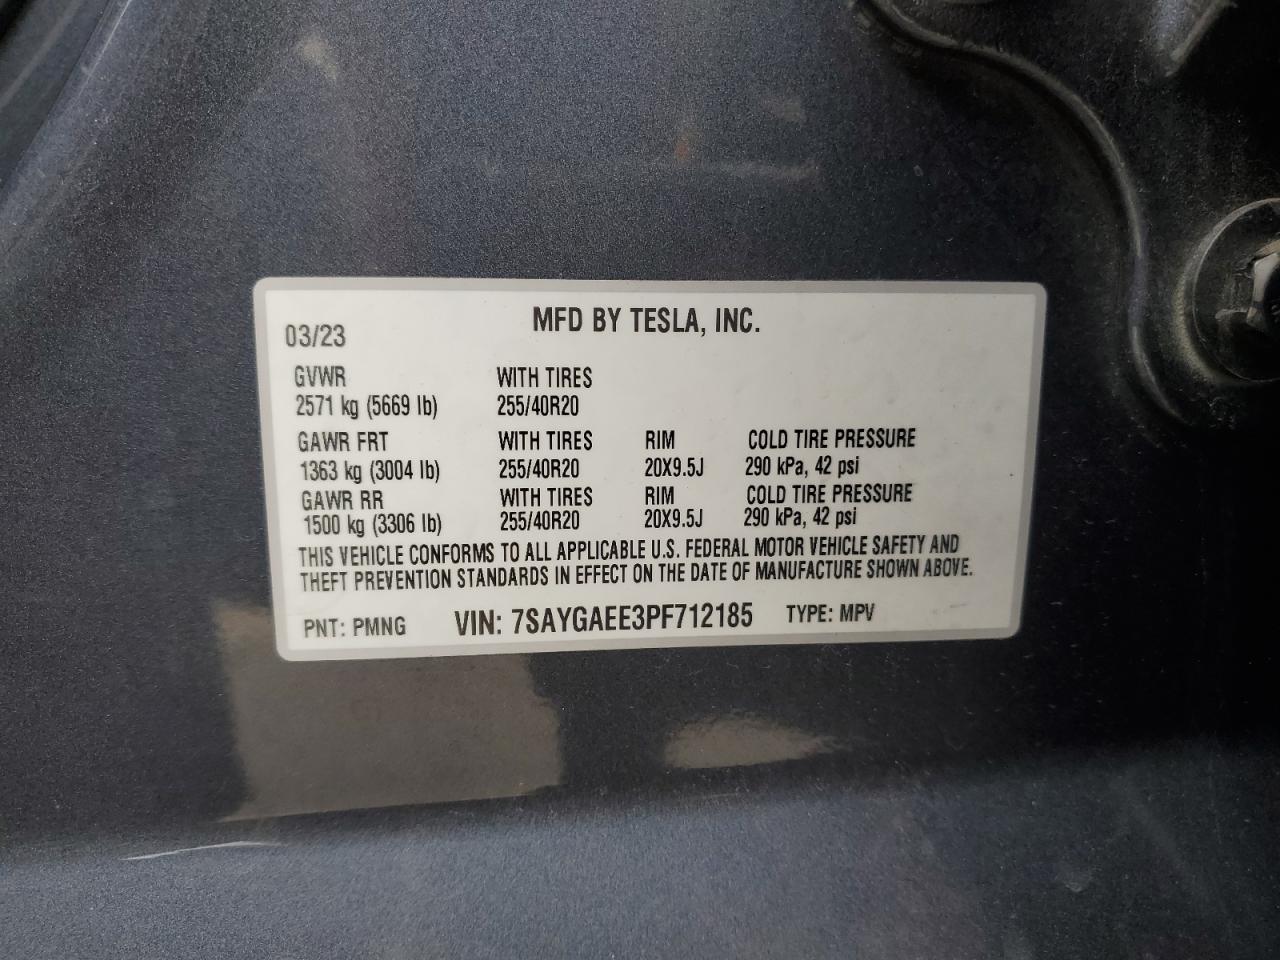 MFD BY TESLA, INC.
03/23
GVWR WITH TIRES
2571 kg (5669 lb) 255/40R20
GAWR FRT WITH TIRES RIM COLD TIRE PRESSURE
1363 kg (3004 lb) 255/40R20 20X9.5J 290 kPa, 42 psi
GAWR RR WITH TIRES RIM COLD TIRE PRESSURE
1500 kg (3306 lb) 255/40R20 20X9.5J 290 kPa, 42 psi
THIS VEHICLE CONFORMS TO ALL APPLICABLE U.S. FEDERAL MOTOR VEHICLE SAFETY AND
THEFT PREVENTION STANDARDS IN EFFECT ON THE DATE OF MANUFACTURE SHOWN ABOVE.
PNT: PMNG VIN: 7SAYGAEE3PF712185 TYPE: MPV